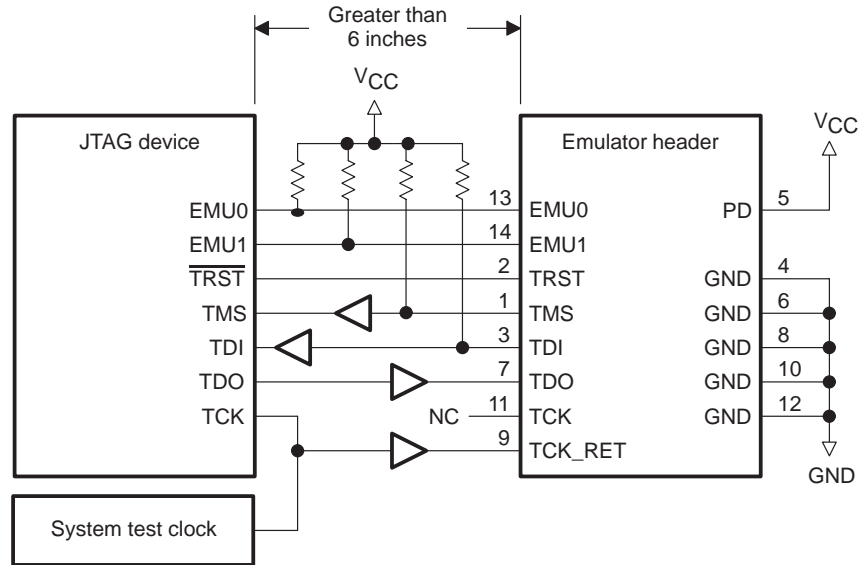 Greater than
6 inches
VCC
JTAG device
Emulator header
VCC
EMU0 13 EMU0 PD 5
EMU1 14 EMU1
TRST 2 TRST GND 4
TMS 1 TMS GND 6
TDI 3 TDI GND 8
TDO 7 TDO GND 10
TCK NC 11 TCK GND 12
9 TCK_RET
GND
System test clock